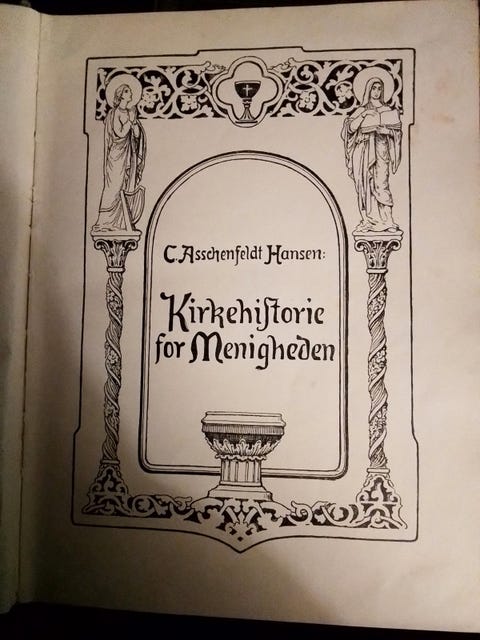 C. Asschenfeldt Hansen:
Kirkehistorie
for Menigheden